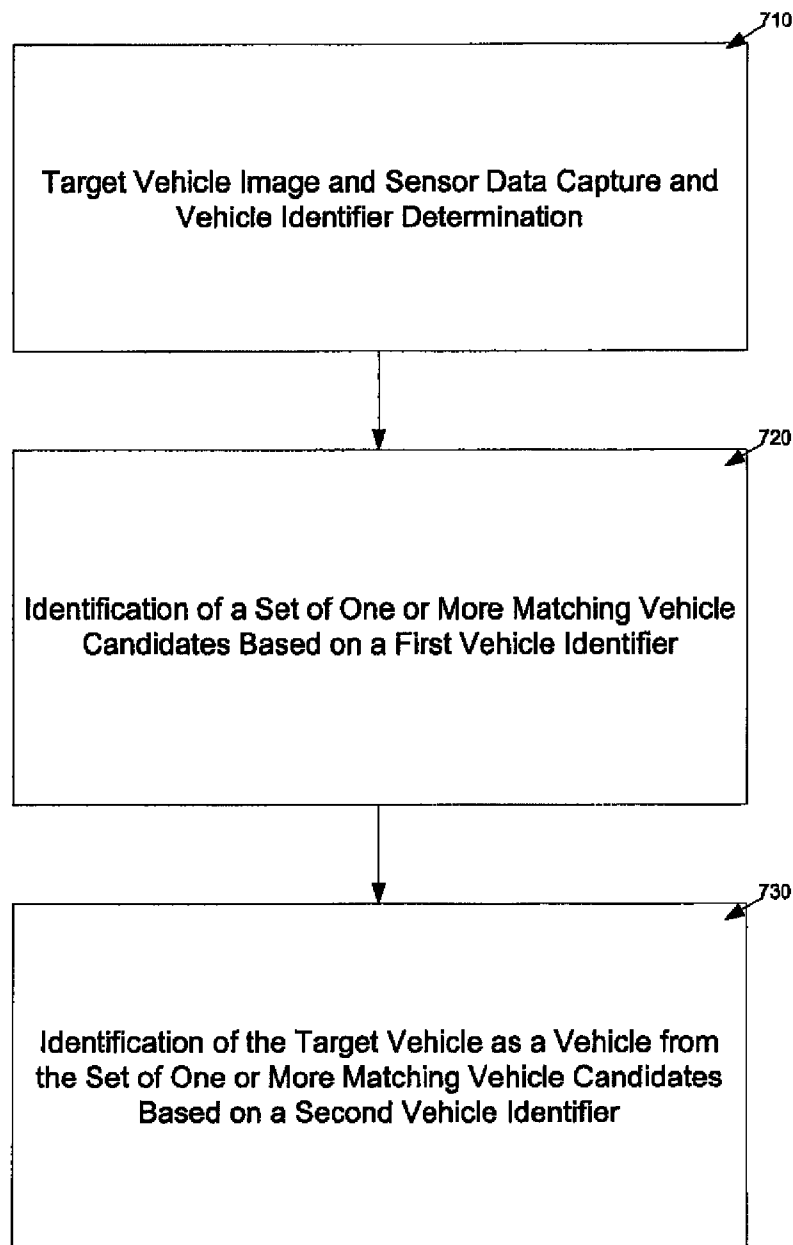 710
Target Vehicle Image and Sensor Data Capture and
Vehicle Identifier Determination
720
Identification of a Set of One or More Matching Vehicle
Candidates Based on a First Vehicle Identifier
730
Identification of the Target Vehicle as a Vehicle from
the Set of One or More Matching Vehicle Candidates
Based on a Second Vehicle Identifier